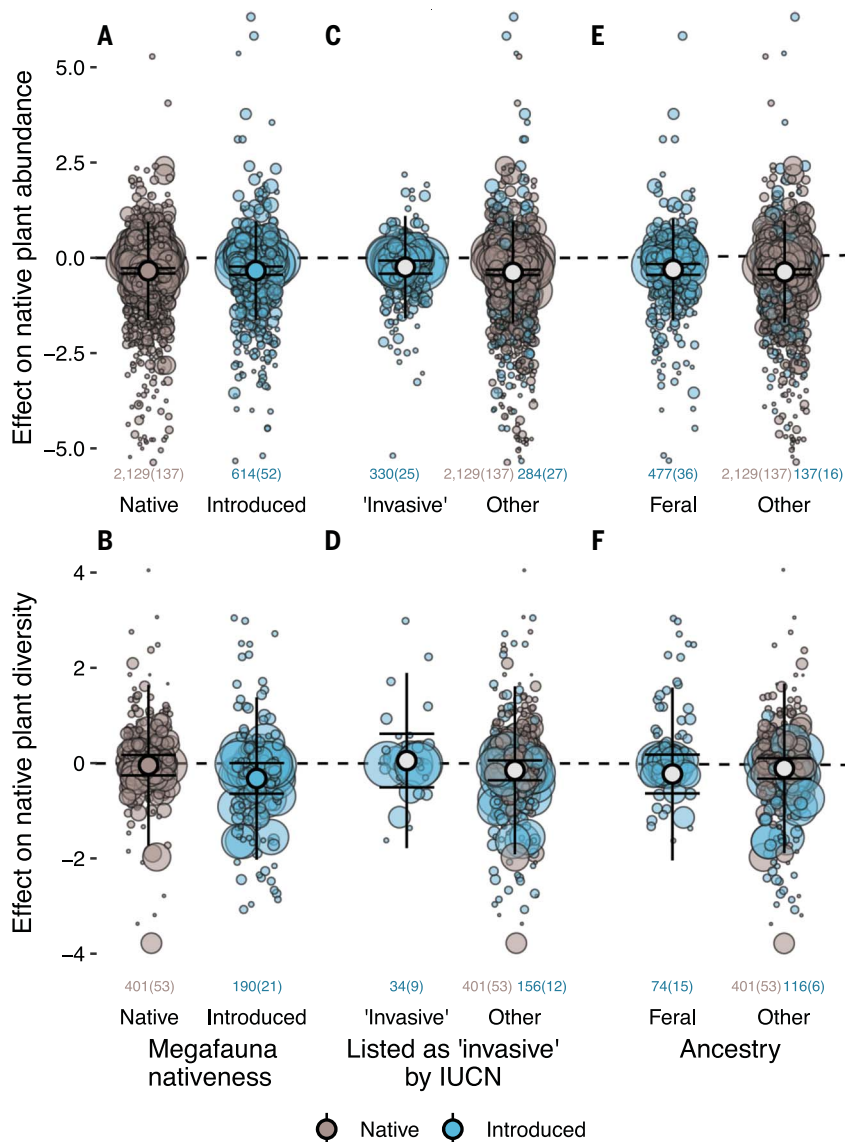 A
C
E
Effect on native plant abundance
5.0
2.5
0.0
−2.5
−5.0
2,129(137)
614(52)
330(25)
2,129(137) 284(27)
477(36)
2,129(137) 137(16)
Native
Introduced
'Invasive'
Other
Feral
Other
B
D
F
Effect on native plant diversity
4
2
0
−2
−4
401(53)
190(21)
34(9)
401(53) 156(12)
74(15)
401(53) 116(6)
Native
Introduced
'Invasive'
Other
Feral
Other
Megafauna
nativeness
Listed as 'invasive'
by IUCN
Ancestry
Native
Introduced